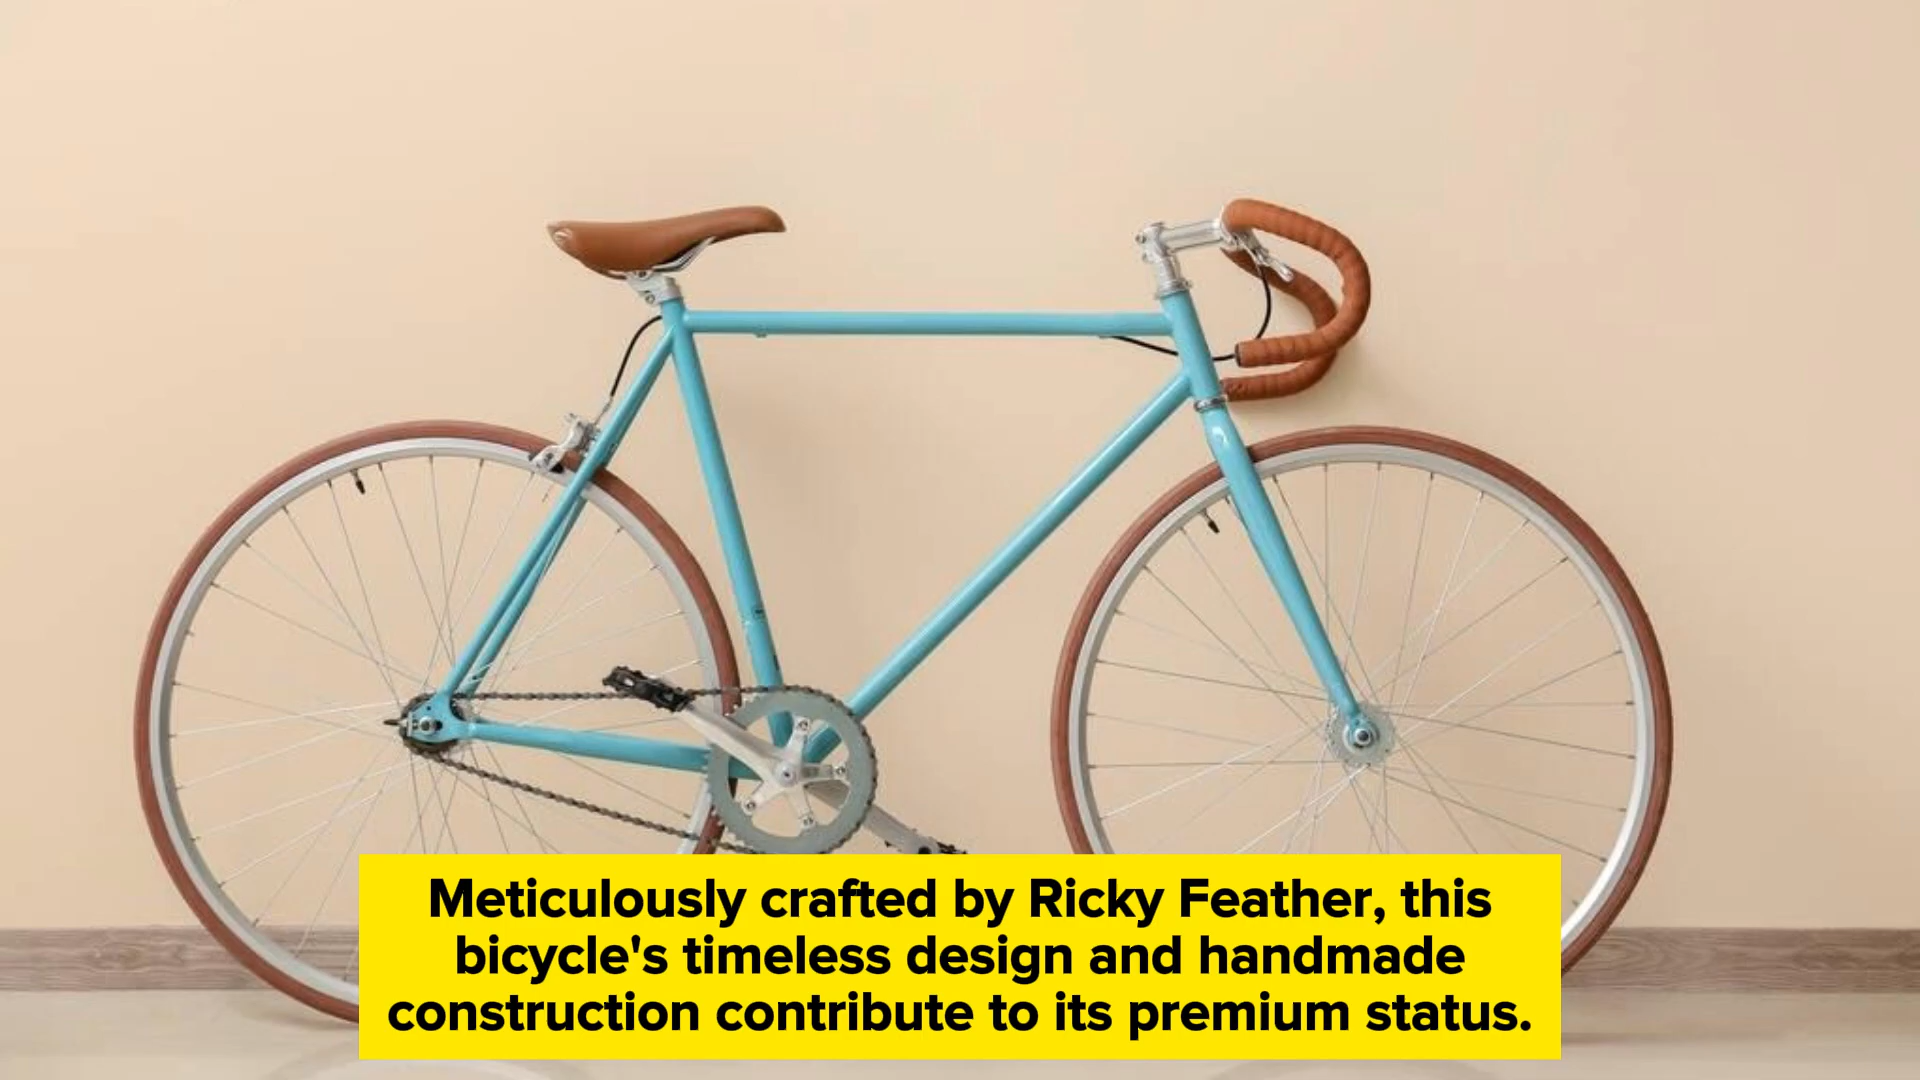 Meticulously crafted by Ricky Feather, this
bicycle's timeless design and handmade
construction contribute to its premium status.